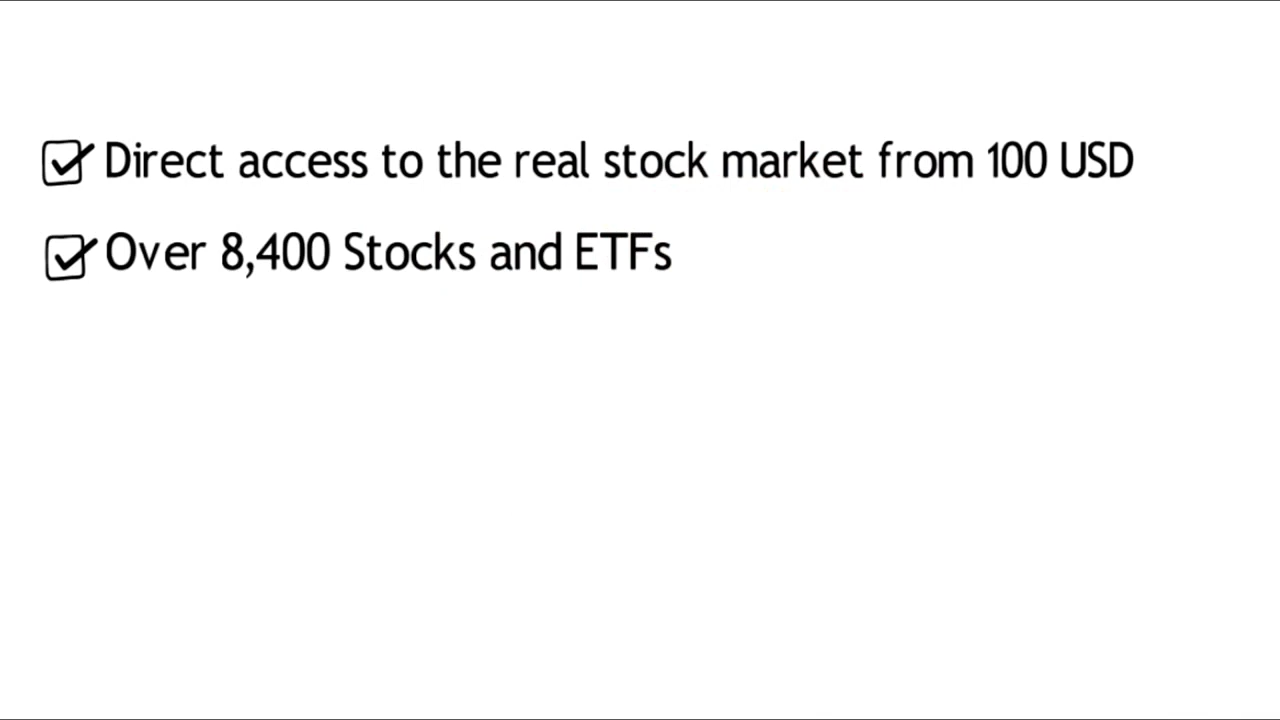 Direct access to the real stock market from 100 USD
Over 8,400 Stocks and ETFs